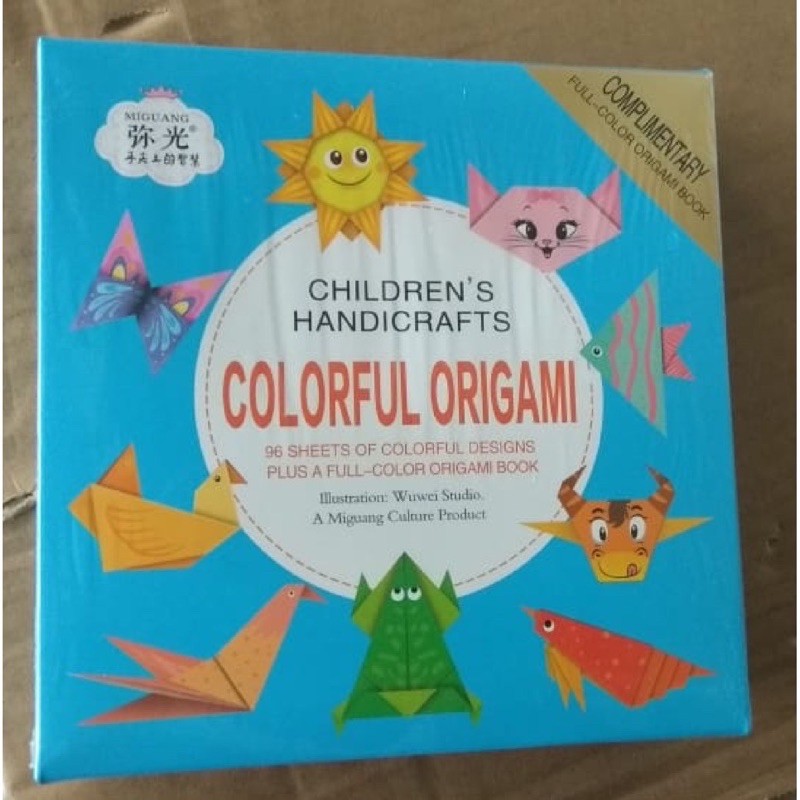 MIGUANG
弥光®
手尖上的智慧
COMPLIMENTARY
FULL-COLOR ORIGAMI BOOK
CHILDREN'S
HANDICRAFTS
COLORFUL ORIGAMI
96 SHEETS OF COLORFUL DESIGNS
PLUS A FULL-COLOR ORIGAMI BOOK
Illustration: Wuwei Studio.
A Miguang Culture Product